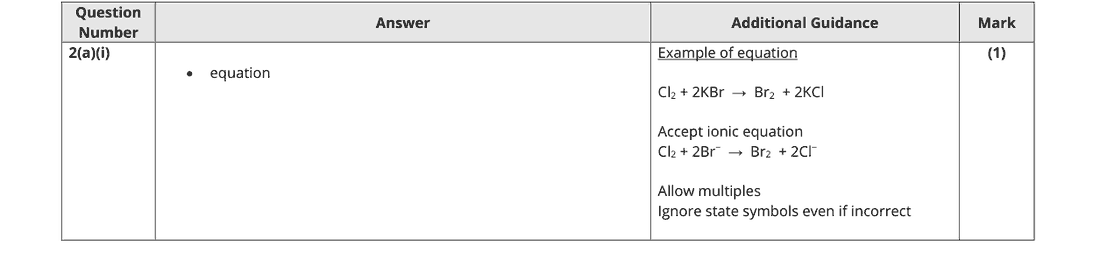 Question Number Answer Additional Guidance Mark
2(a)(i) Example of equation (1)
• equation
Cl₂ + 2KBr → Br₂ + 2KCl
Accept ionic equation
Cl₂ + 2Br⁻ → Br₂ + 2Cl⁻
Allow multiples
Ignore state symbols even if incorrect